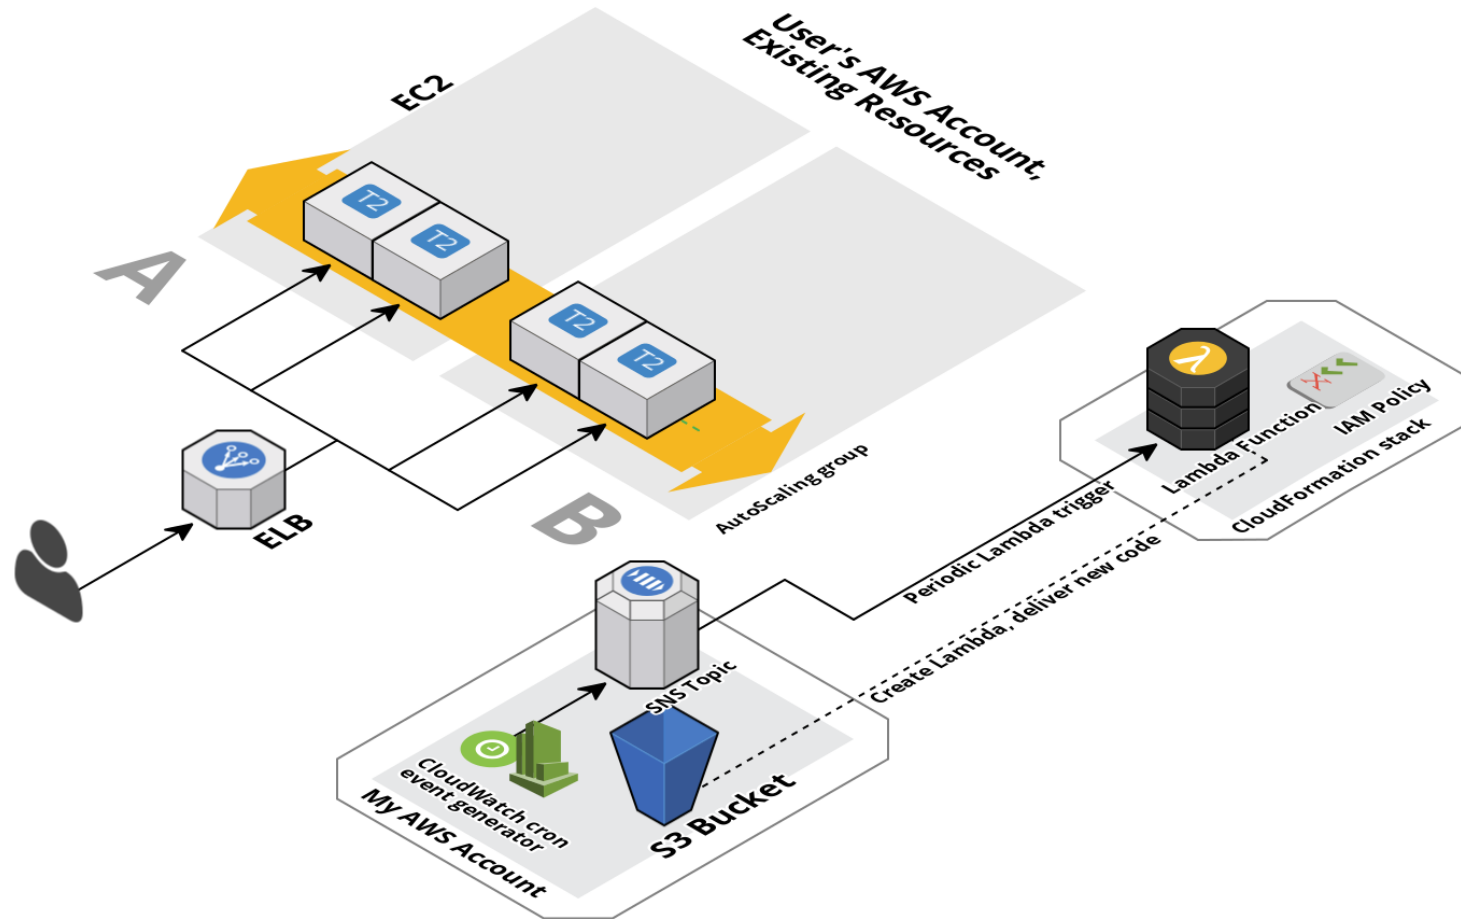 User's AWS Account,
Existing Resources
EC2
T2
T2
T2
T2
A
B
AutoScaling group
ELB
λ
Lambda Function
IAM Policy
CloudFormation stack
Periodic Lambda trigger
Create Lambda, deliver new code
SNS Topic
CloudWatch cron
event generator
S3 Bucket
My AWS Account